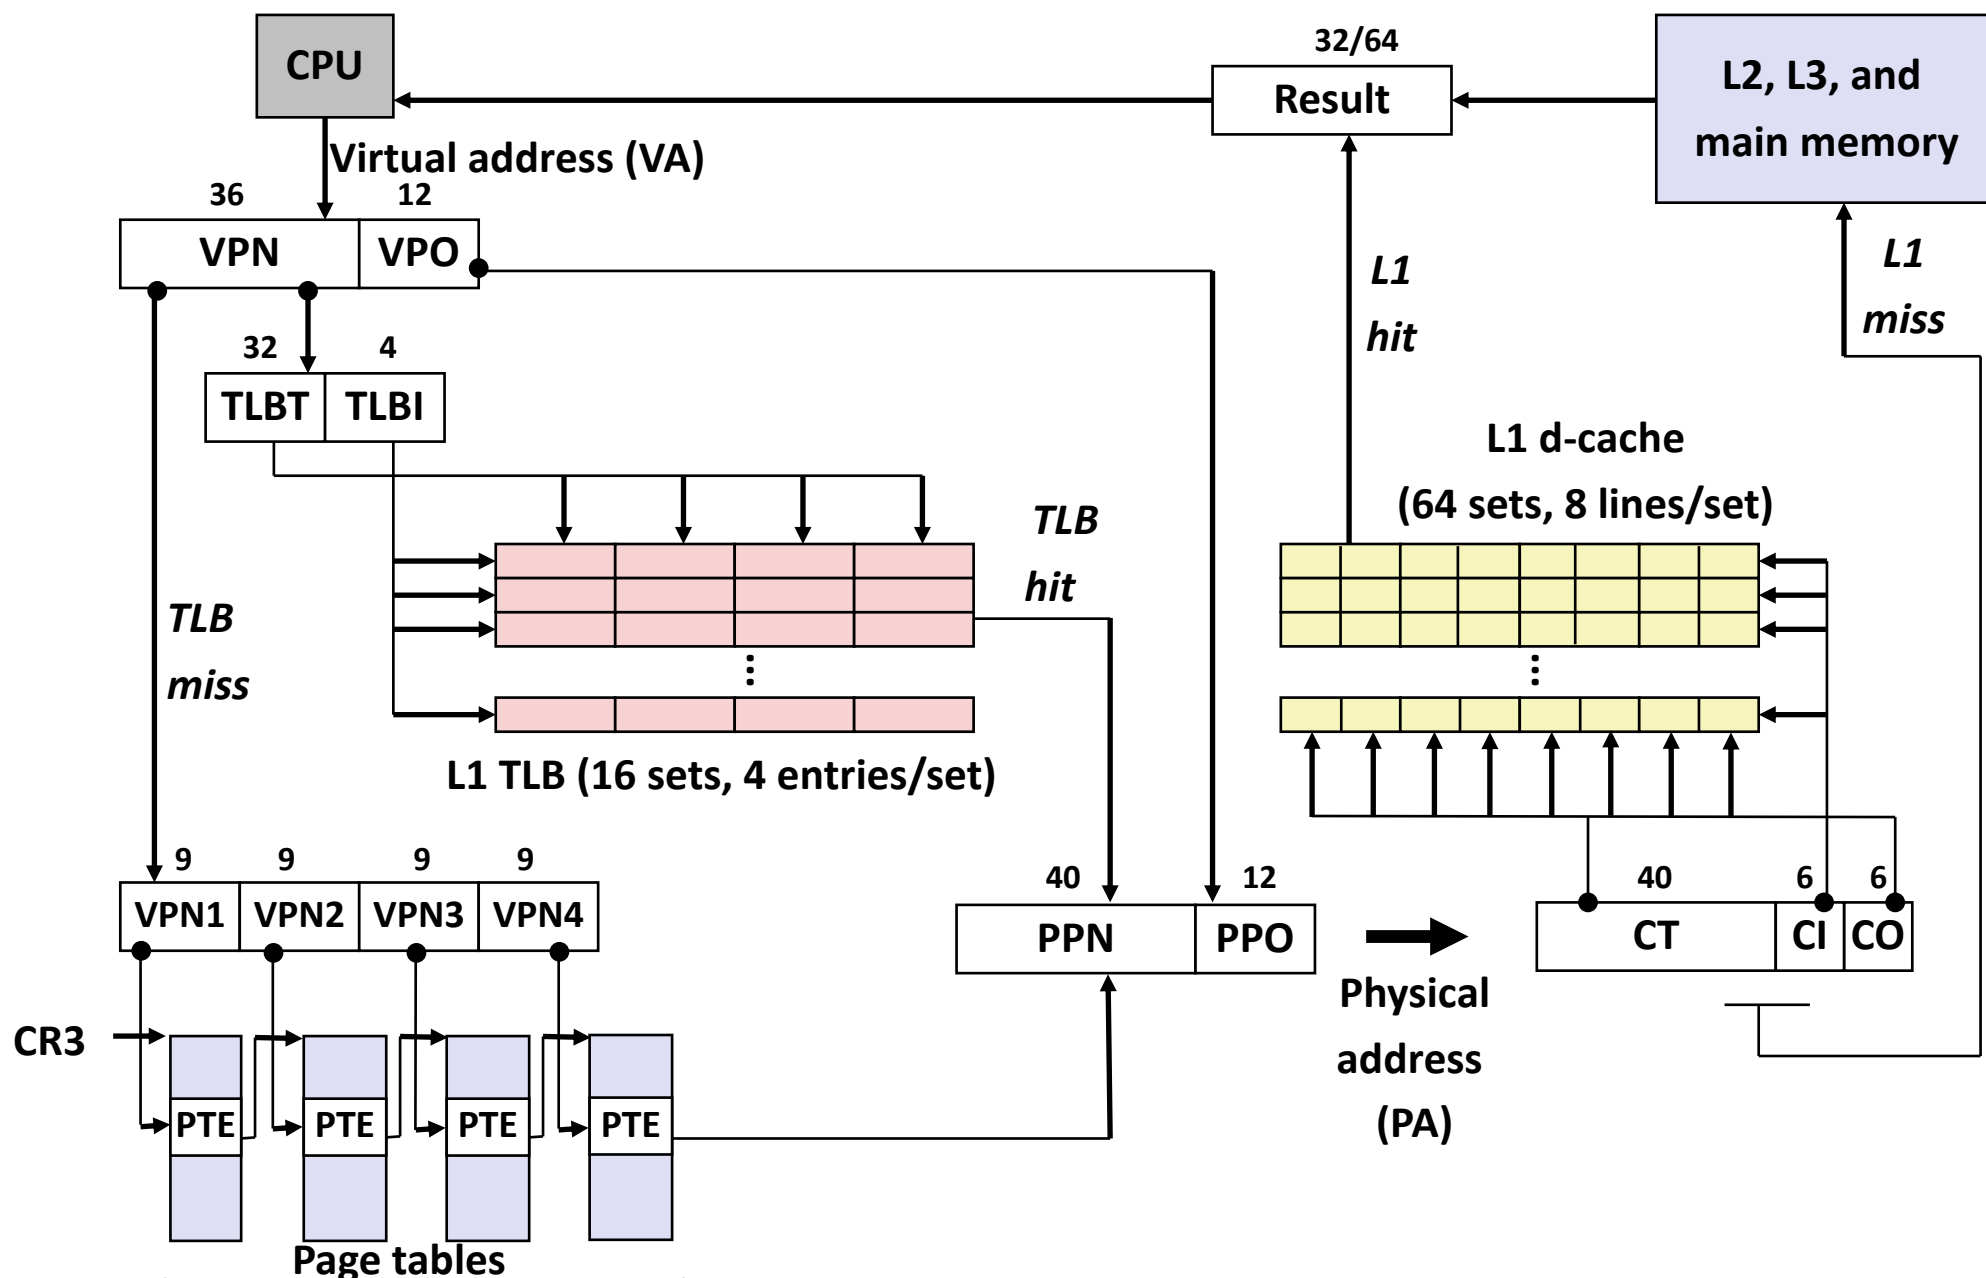 CPU
32/64
Result
L2, L3, and
main memory
Virtual address (VA)
36
12
VPN
VPO
L1
hit
L1
miss
32
4
TLBT
TLBI
L1 d-cache
(64 sets, 8 lines/set)
TLB
hit
TLB
miss
...
...
L1 TLB (16 sets, 4 entries/set)
9
9
9
9
VPN1
VPN2
VPN3
VPN4
40
12
PPN
PPO
40
6
6
CT
CI
CO
Physical
address
(PA)
CR3
PTE
PTE
PTE
PTE
Page tables